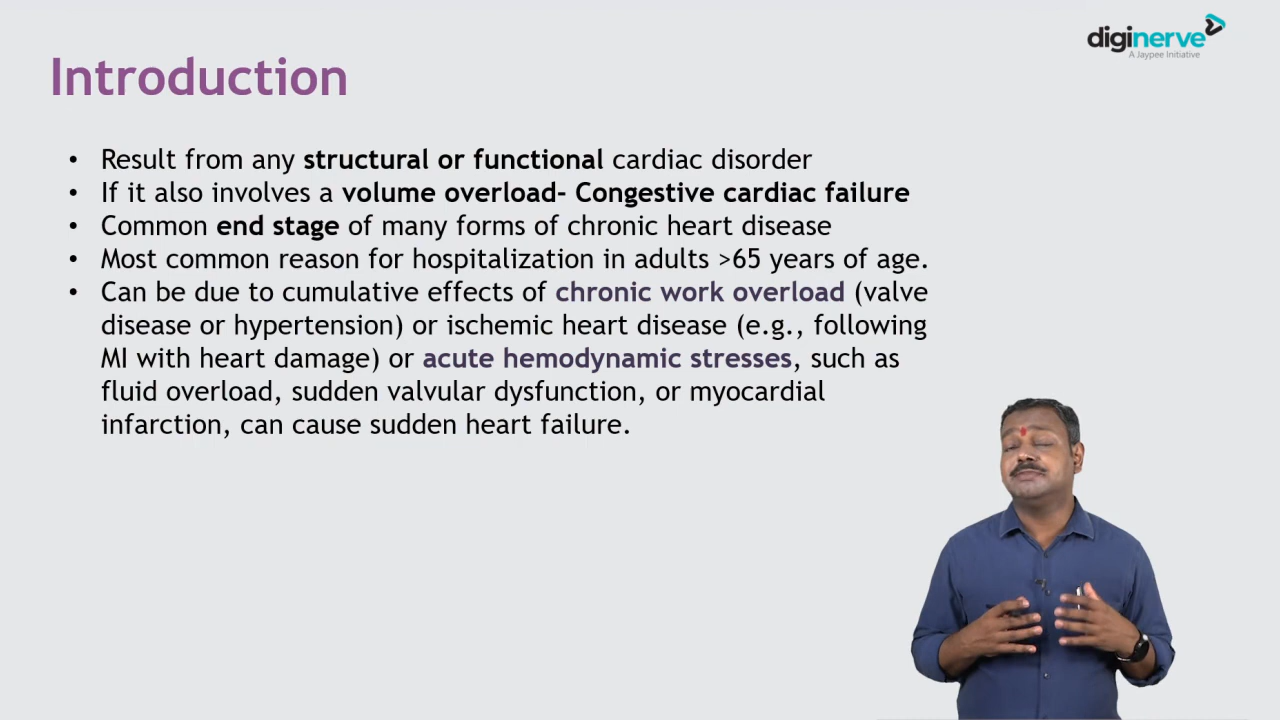 diginerve
A Jaypee Initiative
Introduction
• Result from any structural or functional cardiac disorder
• If it also involves a volume overload- Congestive cardiac failure
• Common end stage of many forms of chronic heart disease
• Most common reason for hospitalization in adults >65 years of age.
• Can be due to cumulative effects of chronic work overload (valve
disease or hypertension) or ischemic heart disease (e.g., following
MI with heart damage) or acute hemodynamic stresses, such as
fluid overload, sudden valvular dysfunction, or myocardial
infarction, can cause sudden heart failure.